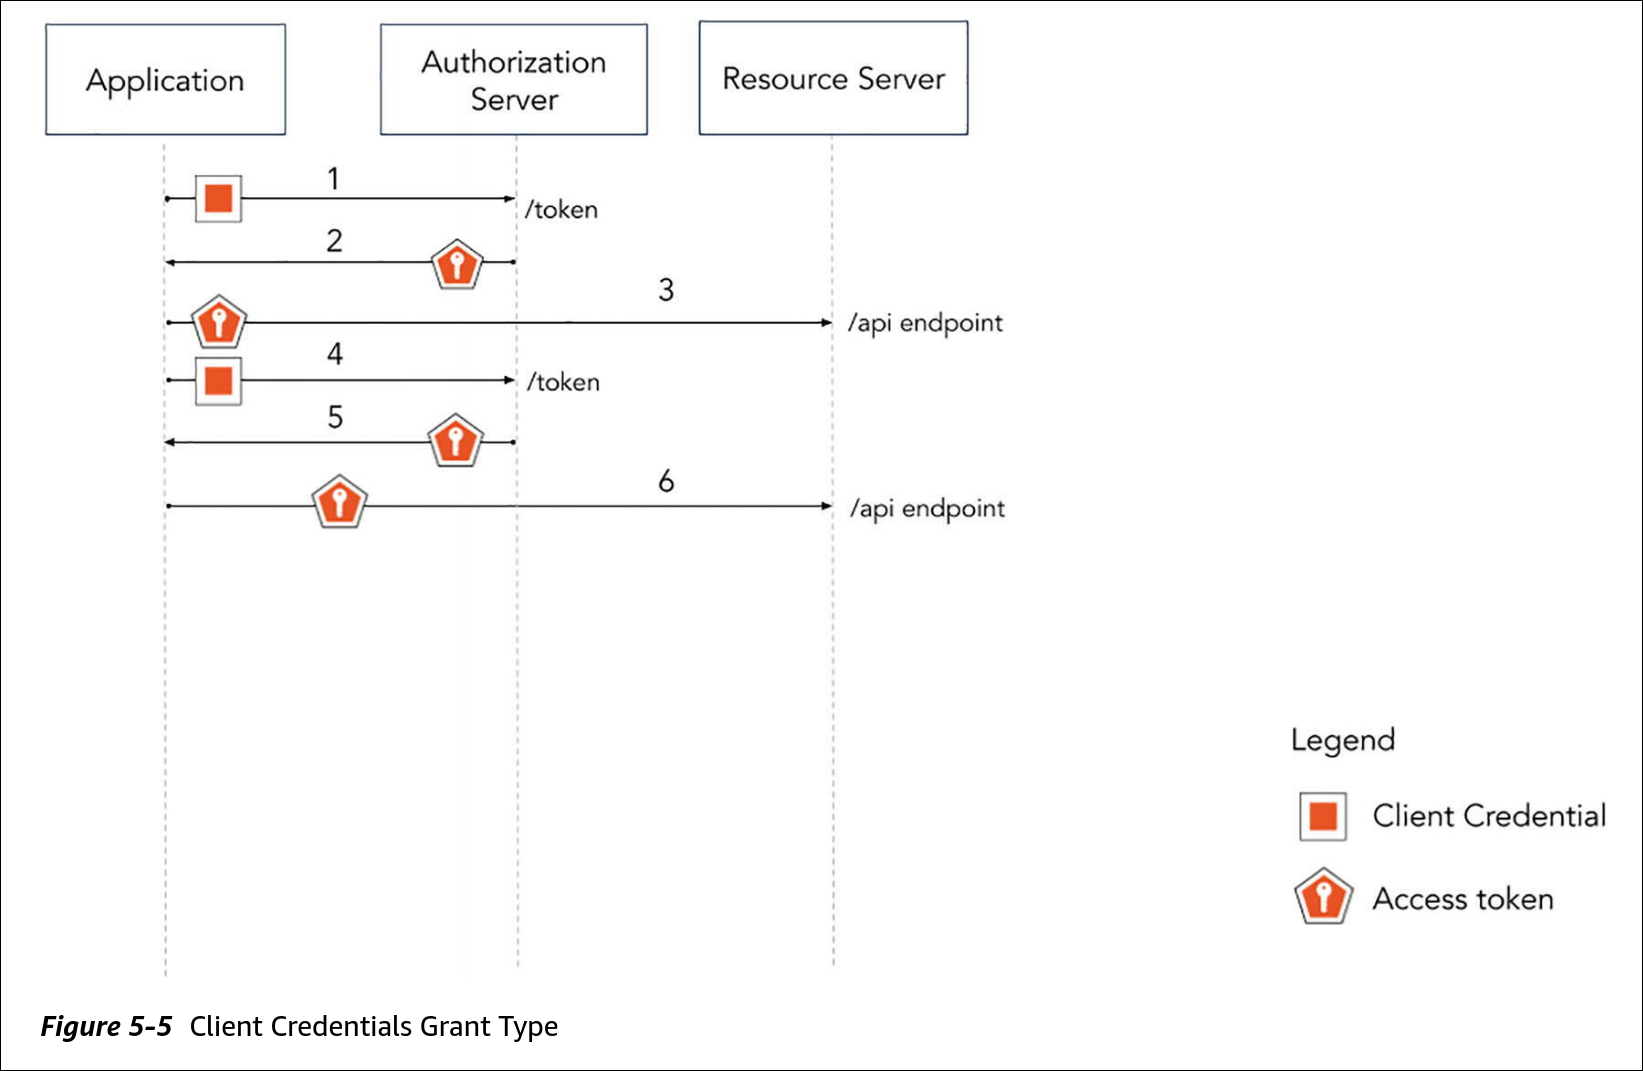 Application
Authorization
Server
Resource Server
1
/token
2
3
/api endpoint
4
/token
5
6
/api endpoint
Legend
Client Credential
Access token
Figure 5-5 Client Credentials Grant Type